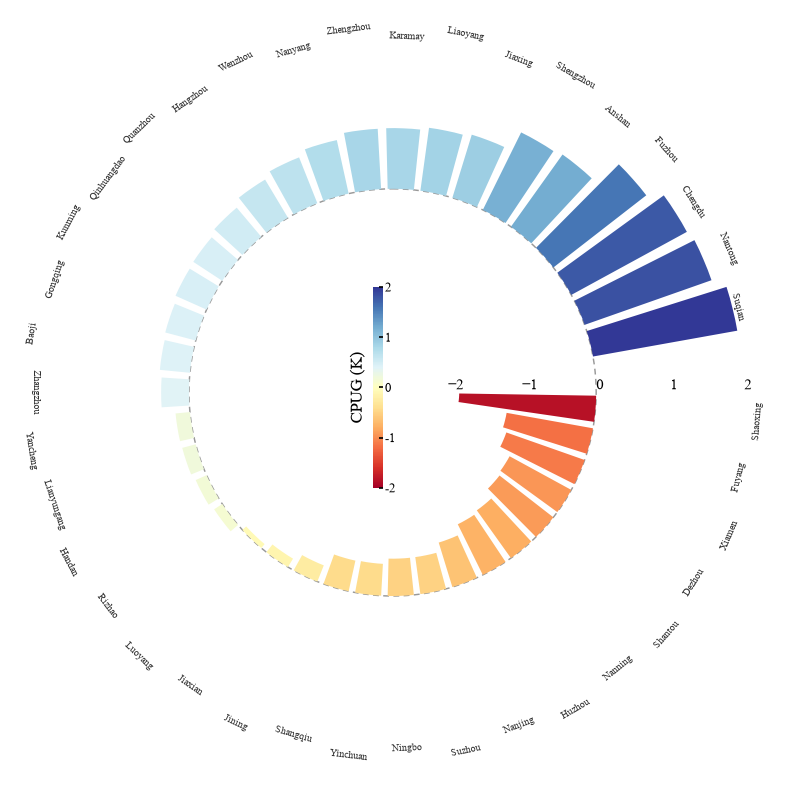 Zhengzhou
Karamay
Liaoyang
Jiaxing
Shengzhou
Anshan
Fuzhou
Chengdu
Nantong
Suqian
Nanyang
Wenzhou
Hangzhou
Quanzhou
Qinhuangdao
Kunming
Gongqing
Baoji
Zhangzhou
Yancheng
Lianyungang
Handan
Rizhao
Luoyang
Jiaxian
Jining
Shangqiu
Yinchuan
Ningbo
Suzhou
Nanjing
Huzhou
Nanning
Shantou
Dezhou
Xiamen
Fuyang
Shaoxing
−2 −1 0 1 2
CPUG (K)
2
1
0
-1
-2